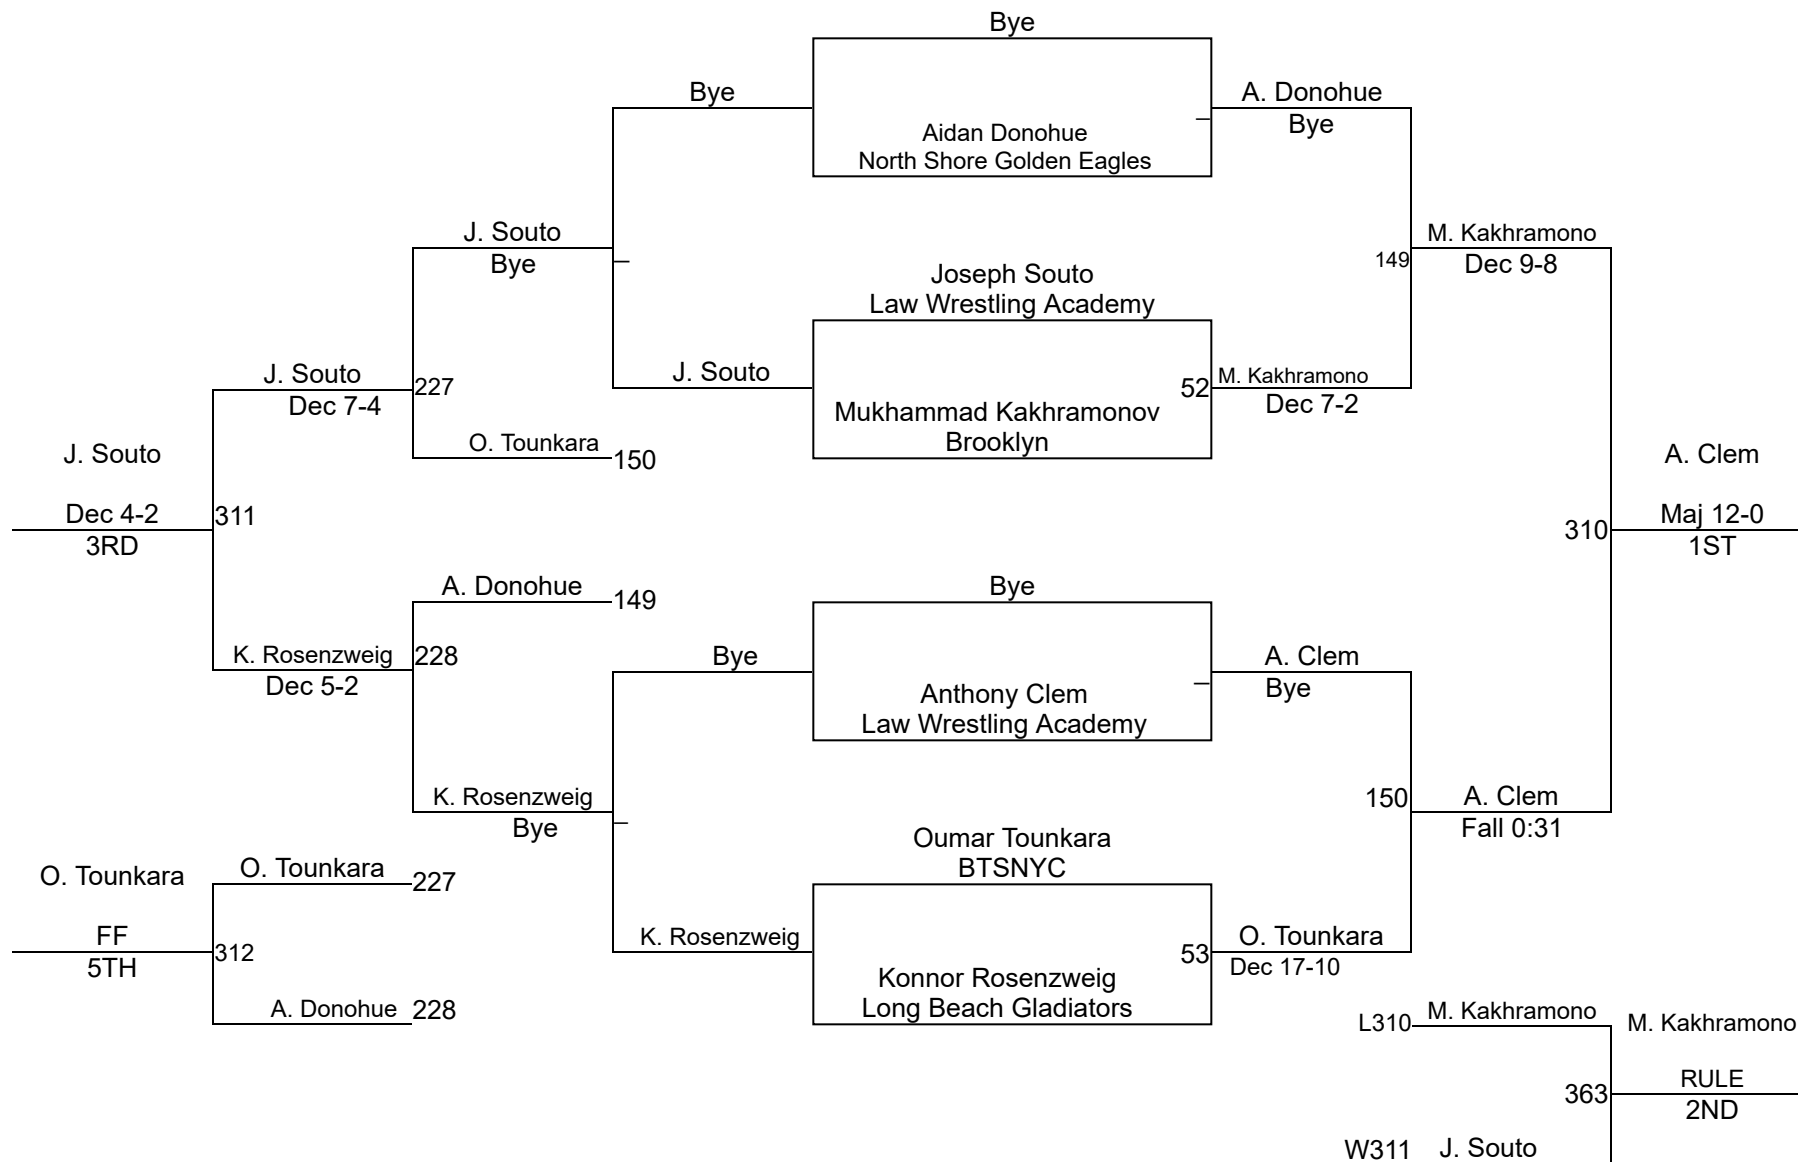 Bye
Bye
A. Donohue
Bye
Aidan Donohue
North Shore Golden Eagles
J. Souto
Bye
M. Kakhramono
149
Dec 9-8
Joseph Souto
Law Wrestling Academy
J. Souto
227
Dec 7-4
J. Souto
52
M. Kakhramono
Dec 7-2
Mukhammad Kakhramonov
Brooklyn
O. Tounkara
150
J. Souto
Dec 4-2
311
3RD
A. Clem
310
Maj 12-0
1ST
A. Donohue
149
Bye
K. Rosenzweig
228
Dec 5-2
Bye
A. Clem
Bye
Anthony Clem
Law Wrestling Academy
K. Rosenzweig
Bye
150
A. Clem
Fall 0:31
Oumar Tounkara
BTSNYC
O. Tounkara
O. Tounkara
227
FF
312
5TH
K. Rosenzweig
53
O. Tounkara
Dec 17-10
Konnor Rosenzweig
Long Beach Gladiators
A. Donohue
228
L310
M. Kakhramono
M. Kakhramono
363
RULE
2ND
W311
J. Souto